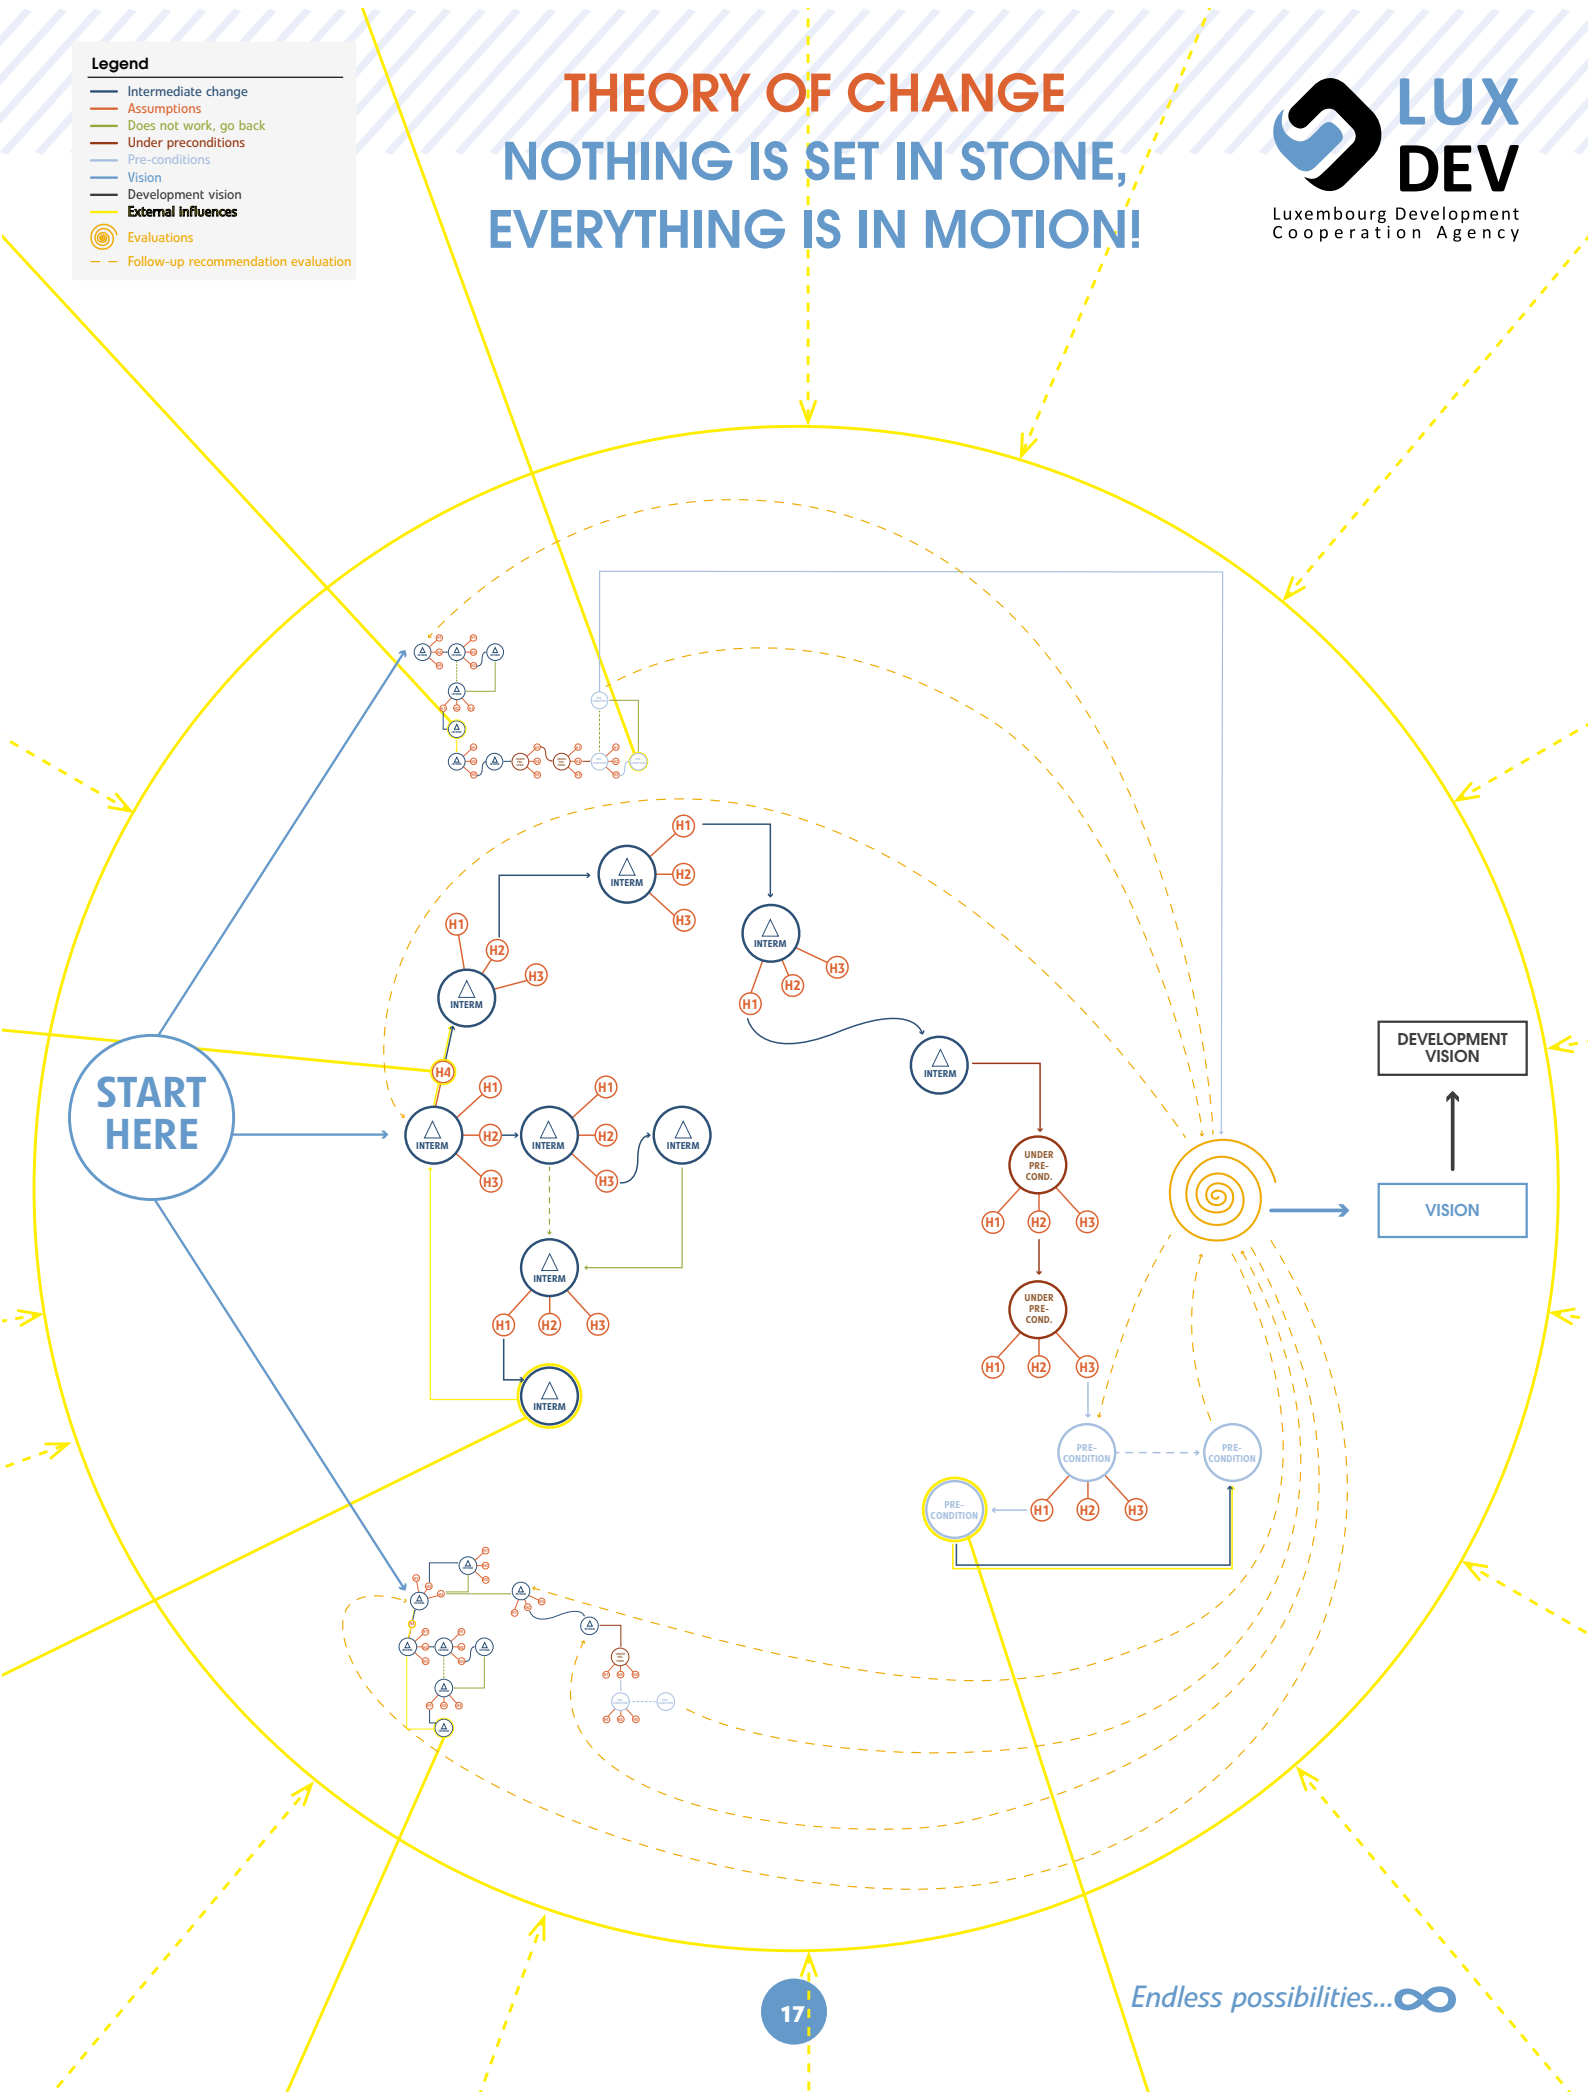 Legend
Intermediate change
Assumptions
Does not work, go back
Under preconditions
Pre-conditions
Vision
Development vision
External influences
Evaluations
Follow-up recommendation evaluation
THEORY OF CHANGE
NOTHING IS SET IN STONE,
EVERYTHING IS IN MOTION!
LUX
DEV
Luxembourg Development
Cooperation Agency
H1
INTERM
H2
H3
H1
H2
H3
INTERM
INTERM
H3
H2
H1
INTERM
START
HERE
H4
H1
INTERM
H2
H3
H1
INTERM
H2
H3
INTERM
INTERM
H1
H2
H3
INTERM
UNDER
PRE-
COND.
H1
H2
H3
UNDER
PRE-
COND.
H1
H2
H3
PRE-
CONDITION
PRE-
CONDITION
H1
H2
H3
PRE-
CONDITION
DEVELOPMENT
VISION
VISION
Endless possibilities...
17